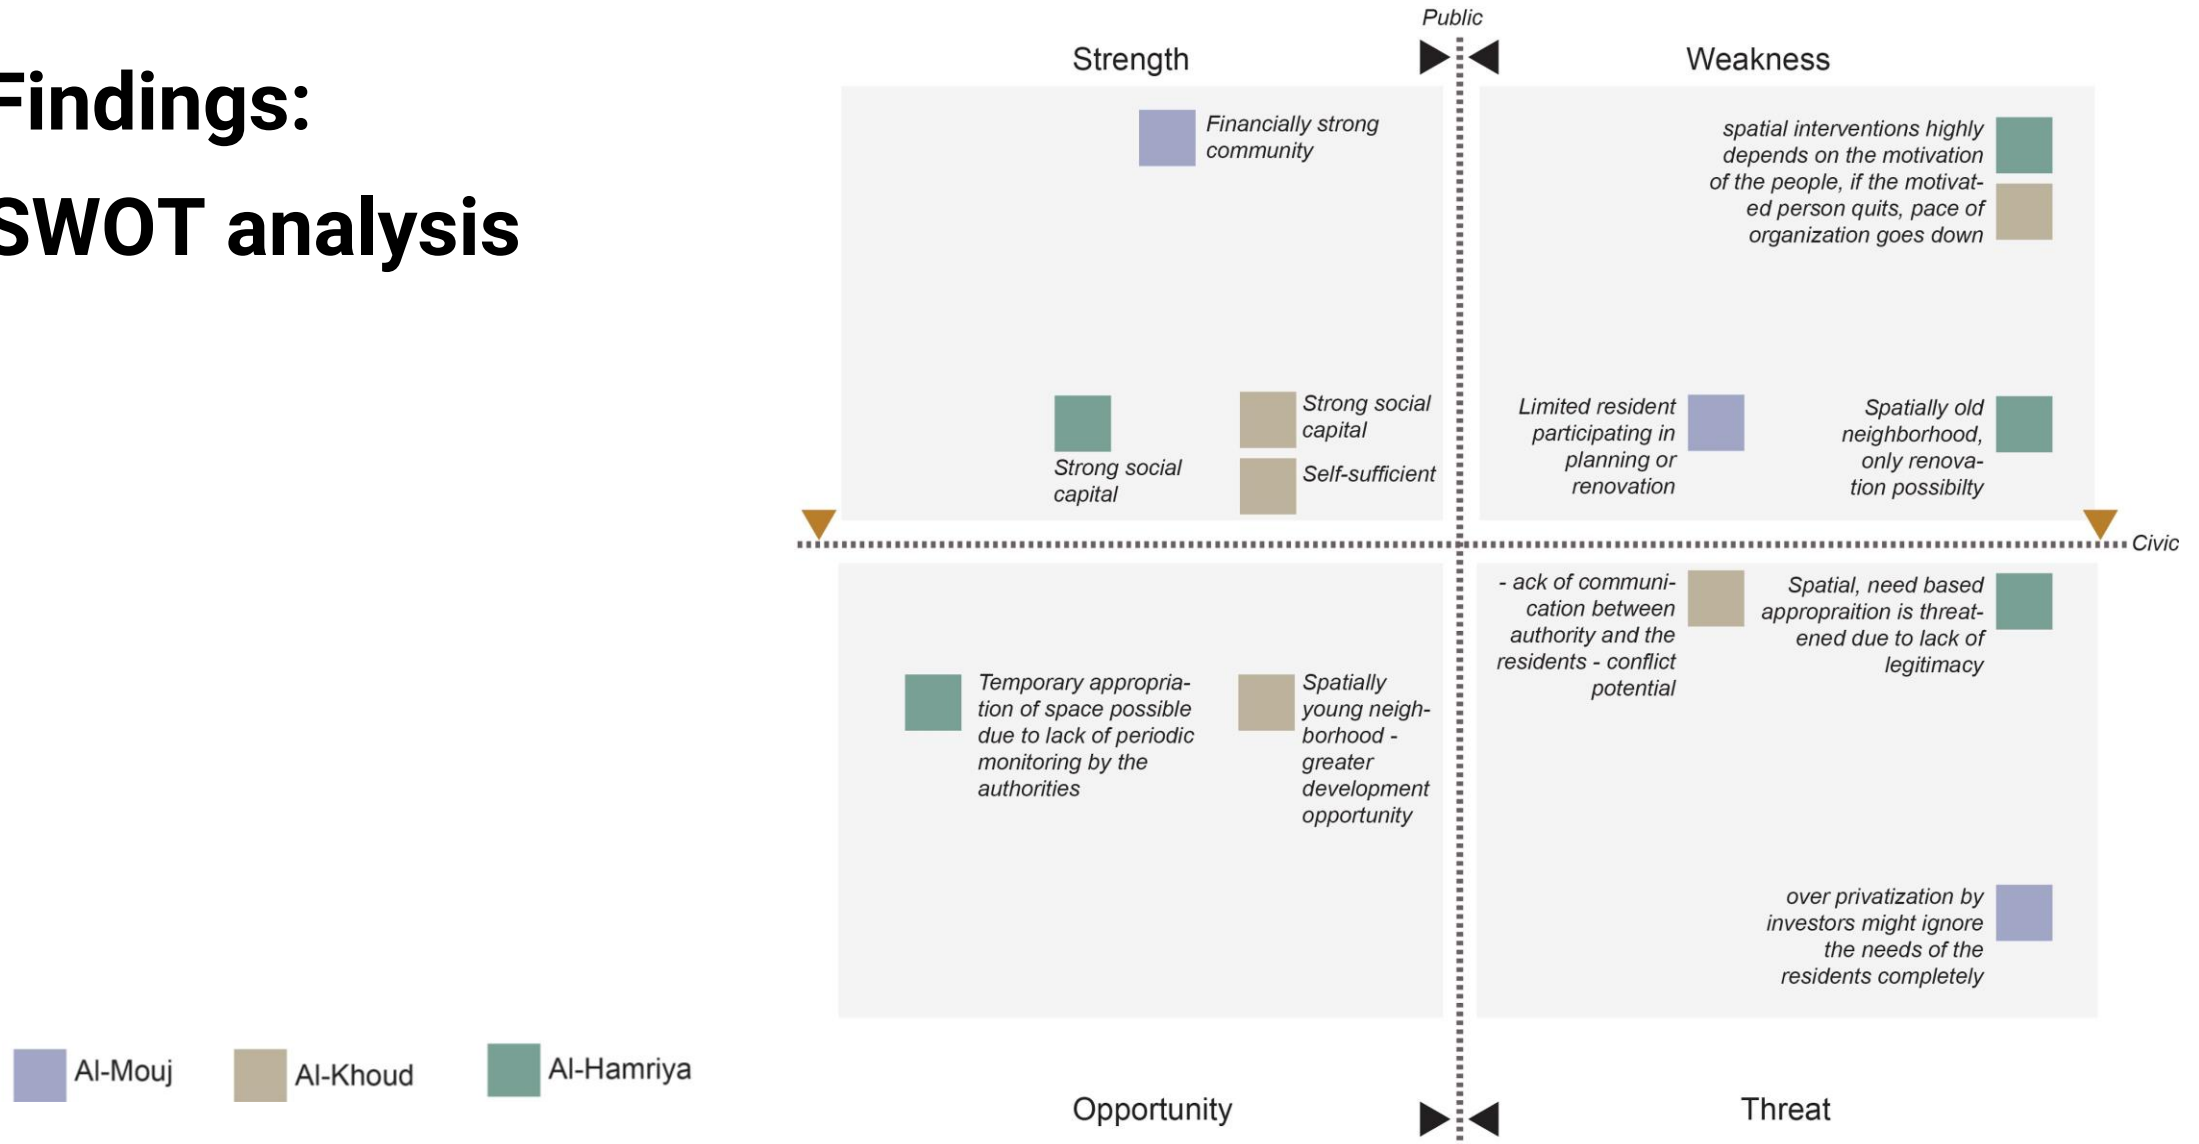 Findings:
SWOT analysis
Public
Strength
Weakness
Financially strong
community
spatial interventions highly
depends on the motivation
of the people, if the motivat-
ed person quits, pace of
organization goes down
Strong social
capital
Strong social
capital
Self-sufficient
Limited resident
participating in
planning or
renovation
Spatially old
neighborhood,
only renova-
tion possibilty
Civic
Temporary appropria-
tion of space possible
due to lack of periodic
monitoring by the
authorities
Spatially
young neigh-
borhood -
greater
development
opportunity
- ack of communi-
cation between
authority and the
residents - conflict
potential
Spatial, need based
appropraition is threat-
ened due to lack of
legitimacy
over privatization by
investors might ignore
the needs of the
residents completely
Al-Mouj
Al-Khoud
Al-Hamriya
Opportunity
Threat